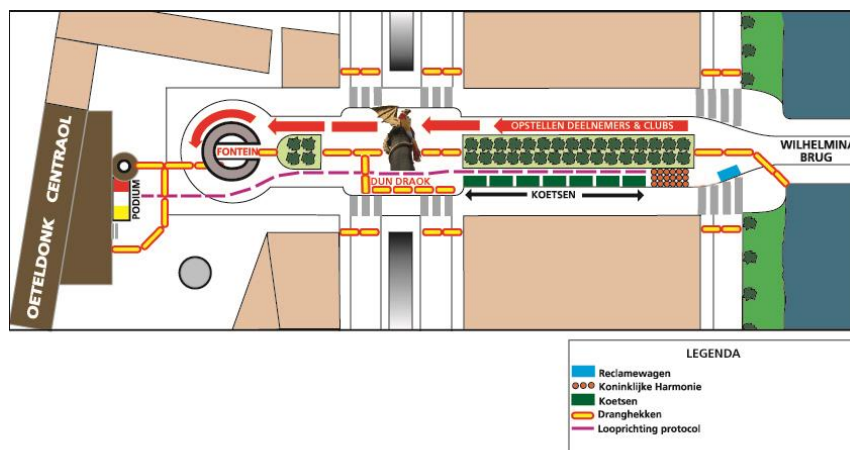 OPSTELLEN DEELNEMERS & CLUBS
WILHELMINA
BRUG
FONTEIN
OETELDONK CENTRAOL
PODIUM
DUN DRAOK
KOETSEN
LEGENDA
Reclamewagen
Koninklijke Harmonie
Koetsen
Dranghekken
Looprichting protocol